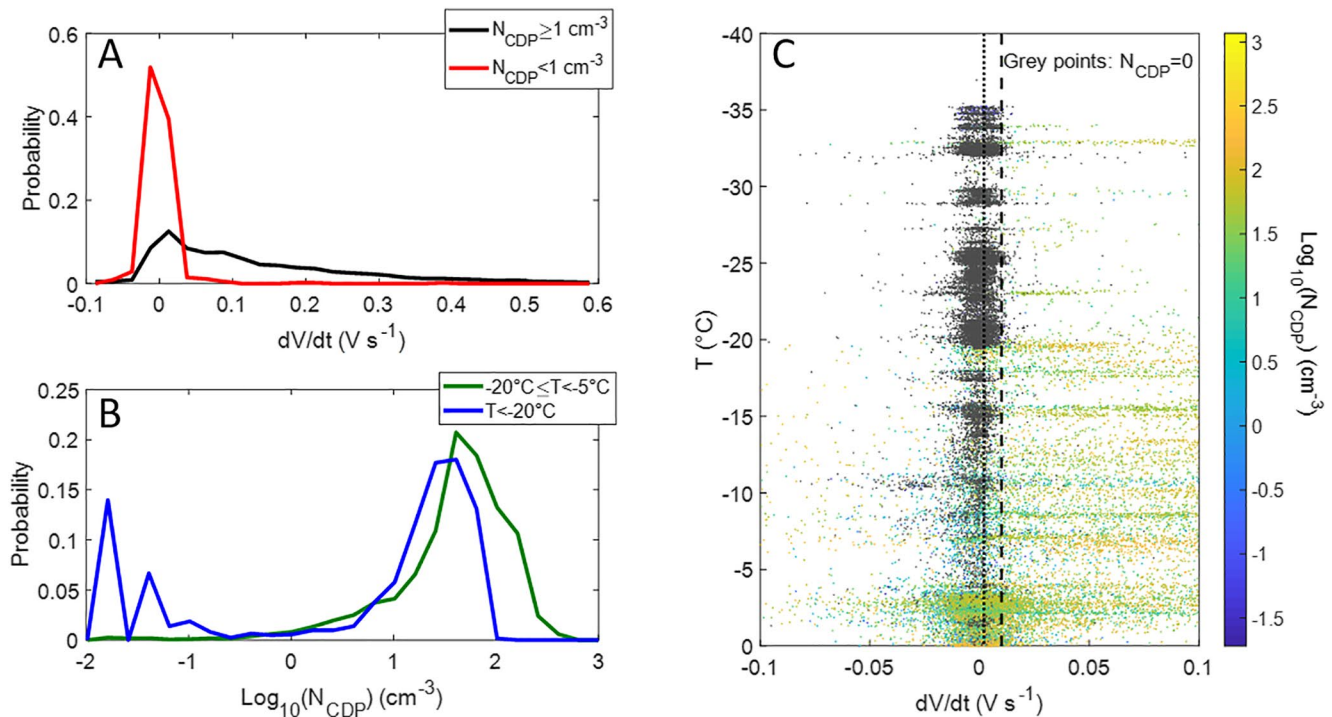 A
N_CDP≥1 cm⁻³
N_CDP<1 cm⁻³
0.6
0.4
0.2
0
Probability
-0.1 0 0.1 0.2 0.3 0.4 0.5 0.6
dV/dt (V s⁻¹)
B
-20°C≤T<-5°C
T<-20°C
0.25
0.20
0.15
0.10
0.05
0
Probability
-2 -1 0 1 2 3
Log₁₀(N_CDP) (cm⁻³)
C
Grey points: N_CDP=0
-40
-35
-30
-25
-20
-15
-10
-5
0
T (°C)
-0.1 -0.05 0 0.05 0.1
dV/dt (V s⁻¹)
3
2.5
2
1.5
1
0.5
0
-0.5
-1
-1.5
Log₁₀(N_CDP) (cm⁻³)